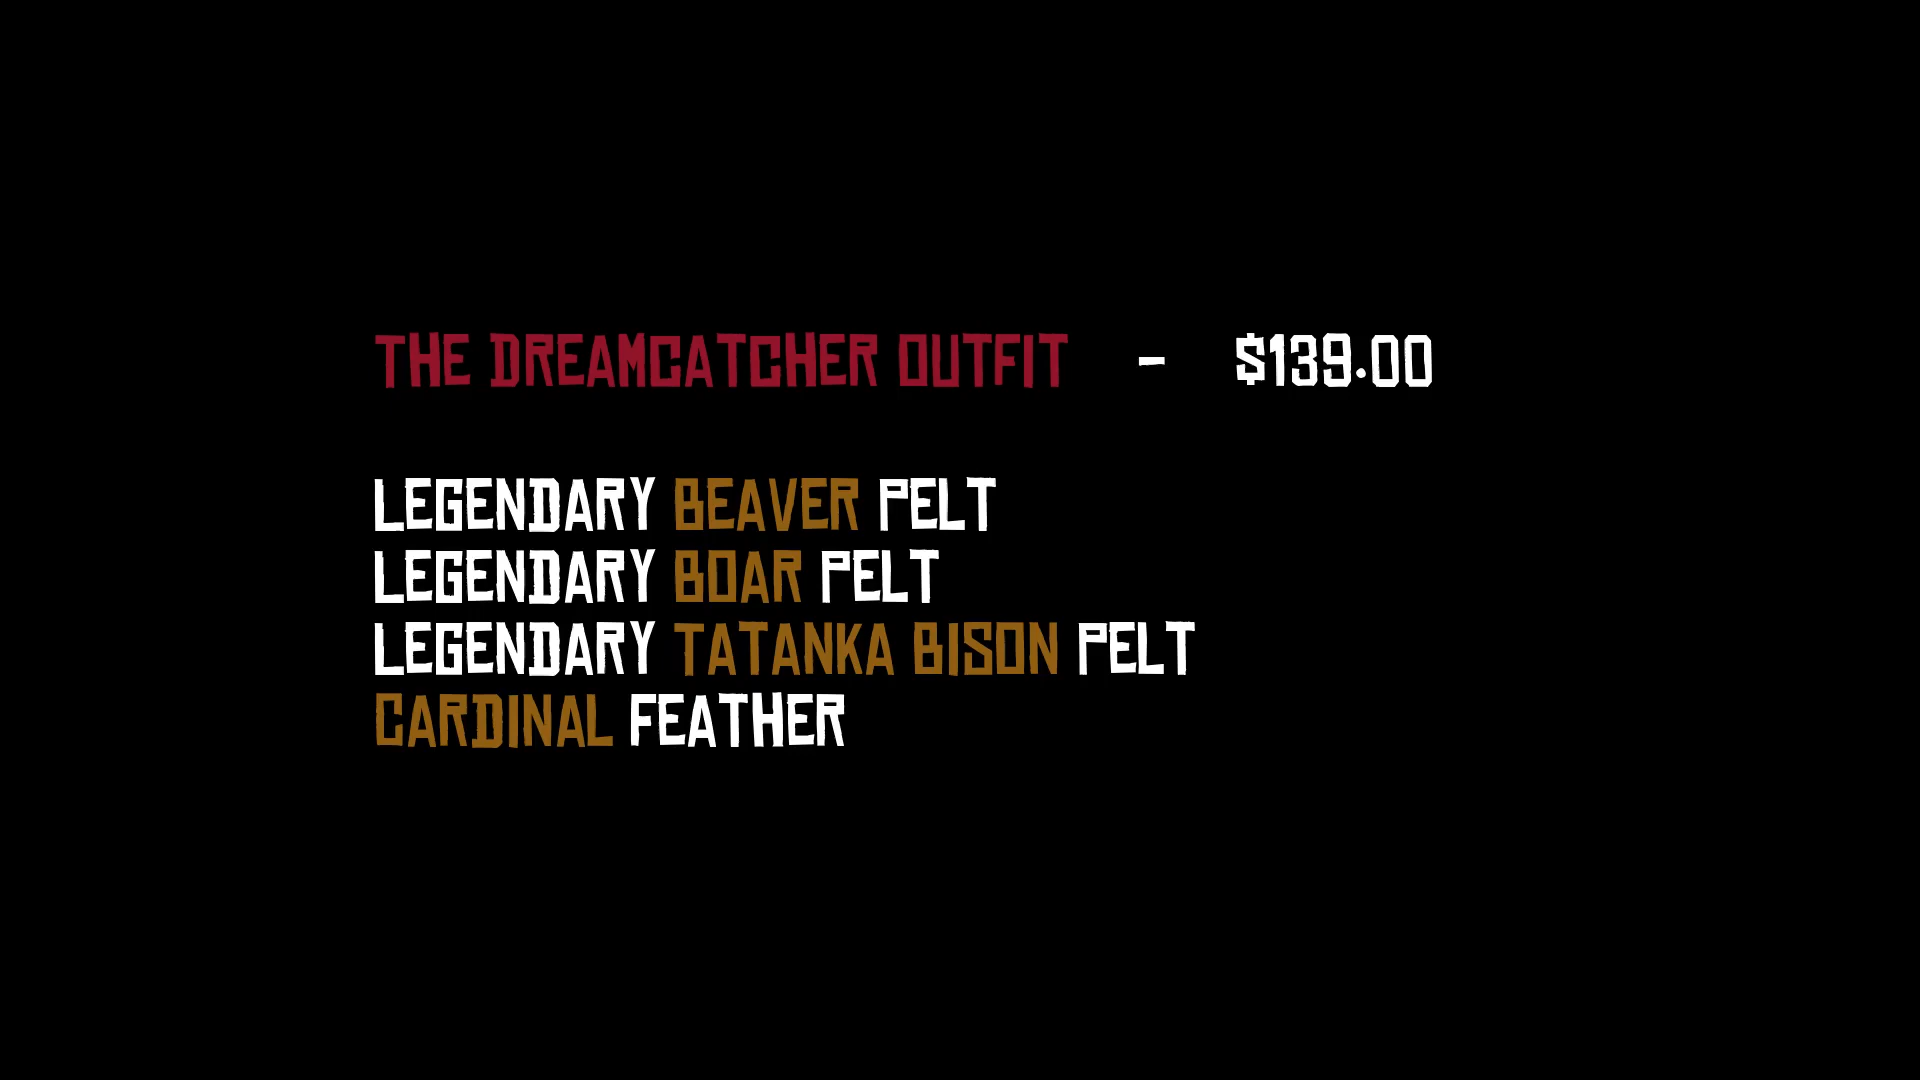 THE DREAMCATCHER OUTFIT - $139.00
LEGENDARY BEAVER PELT
LEGENDARY BOAR PELT
LEGENDARY TATANKA BISON PELT
CARDINAL FEATHER